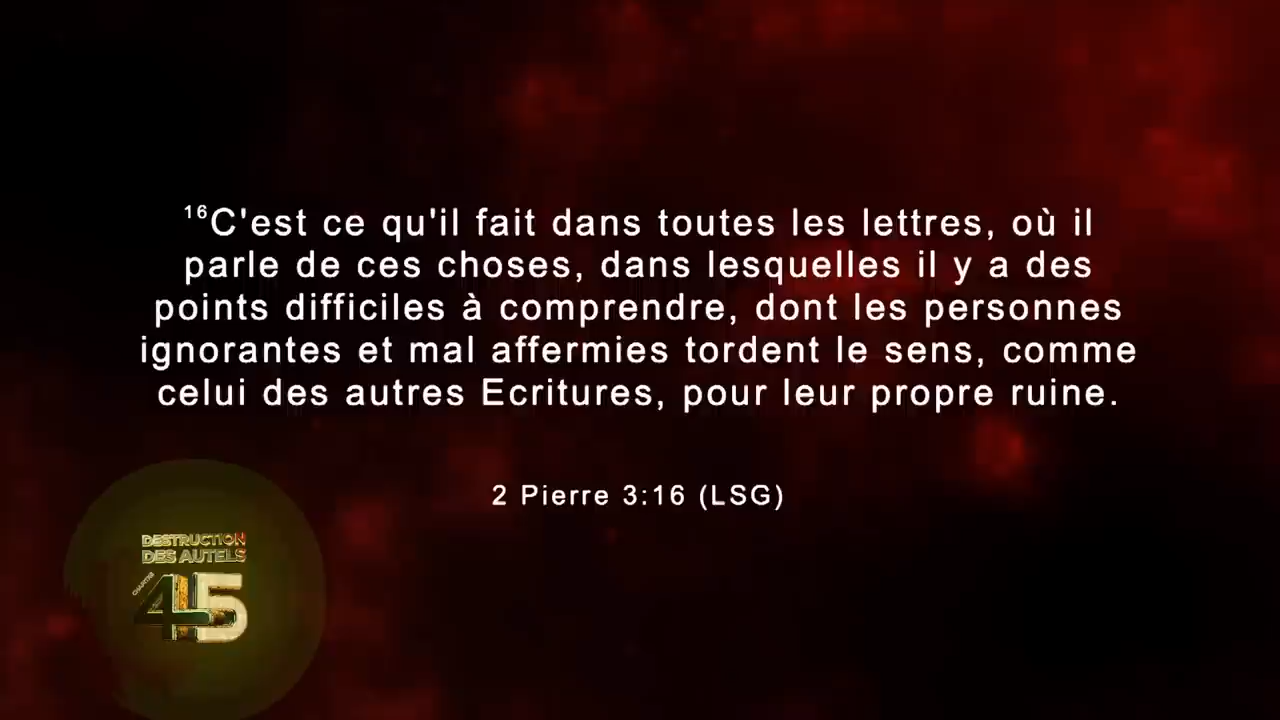 ¹⁶C'est ce qu'il fait dans toutes les lettres, où il
parle de ces choses, dans lesquelles il y a des
points difficiles à comprendre, dont les personnes
ignorantes et mal affermies tordent le sens, comme
celui des autres Ecritures, pour leur propre ruine.
2 Pierre 3:16 (LSG)
DESTRUCTION
DES AUTELS
CHAPITRE
45